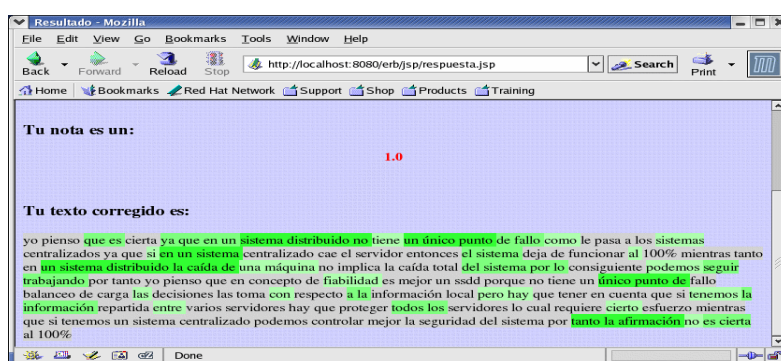 Resultado - Mozilla
File Edit View Go Bookmarks Tools Window Help
Back Forward Reload Stop http://localhost:8080/erb/jsp/respuesta.jsp Search Print
Home Bookmarks Red Hat Network Support Shop Products Training
Tu nota es un:
1.0
Tu texto corregido es:
yo pienso que es cierta ya que en un sistema distribuido no tiene un único punto de fallo como le pasa a los sistemas
centralizados ya que si en un sistema centralizado cae el servidor entonces el sistema deja de funcionar al 100% mientras tanto
en un sistema distribuido la caída de una máquina no implica la caída total del sistema por lo consiguiente podemos seguir
trabajando por tanto yo pienso que en concepto de fiabilidad es mejor un ssdd porque no tiene un único punto de fallo
balanceo de carga las decisiones las toma con respecto a la información local pero hay que tener en cuenta que si tenemos la
información repartida entre varios servidores hay que proteger todos los servidores lo cual requiere cierto esfuerzo mientras
que si tenemos un sistema centralizado podemos controlar mejor la seguridad del sistema por tanto la afirmación no es cierta
al 100%
Done